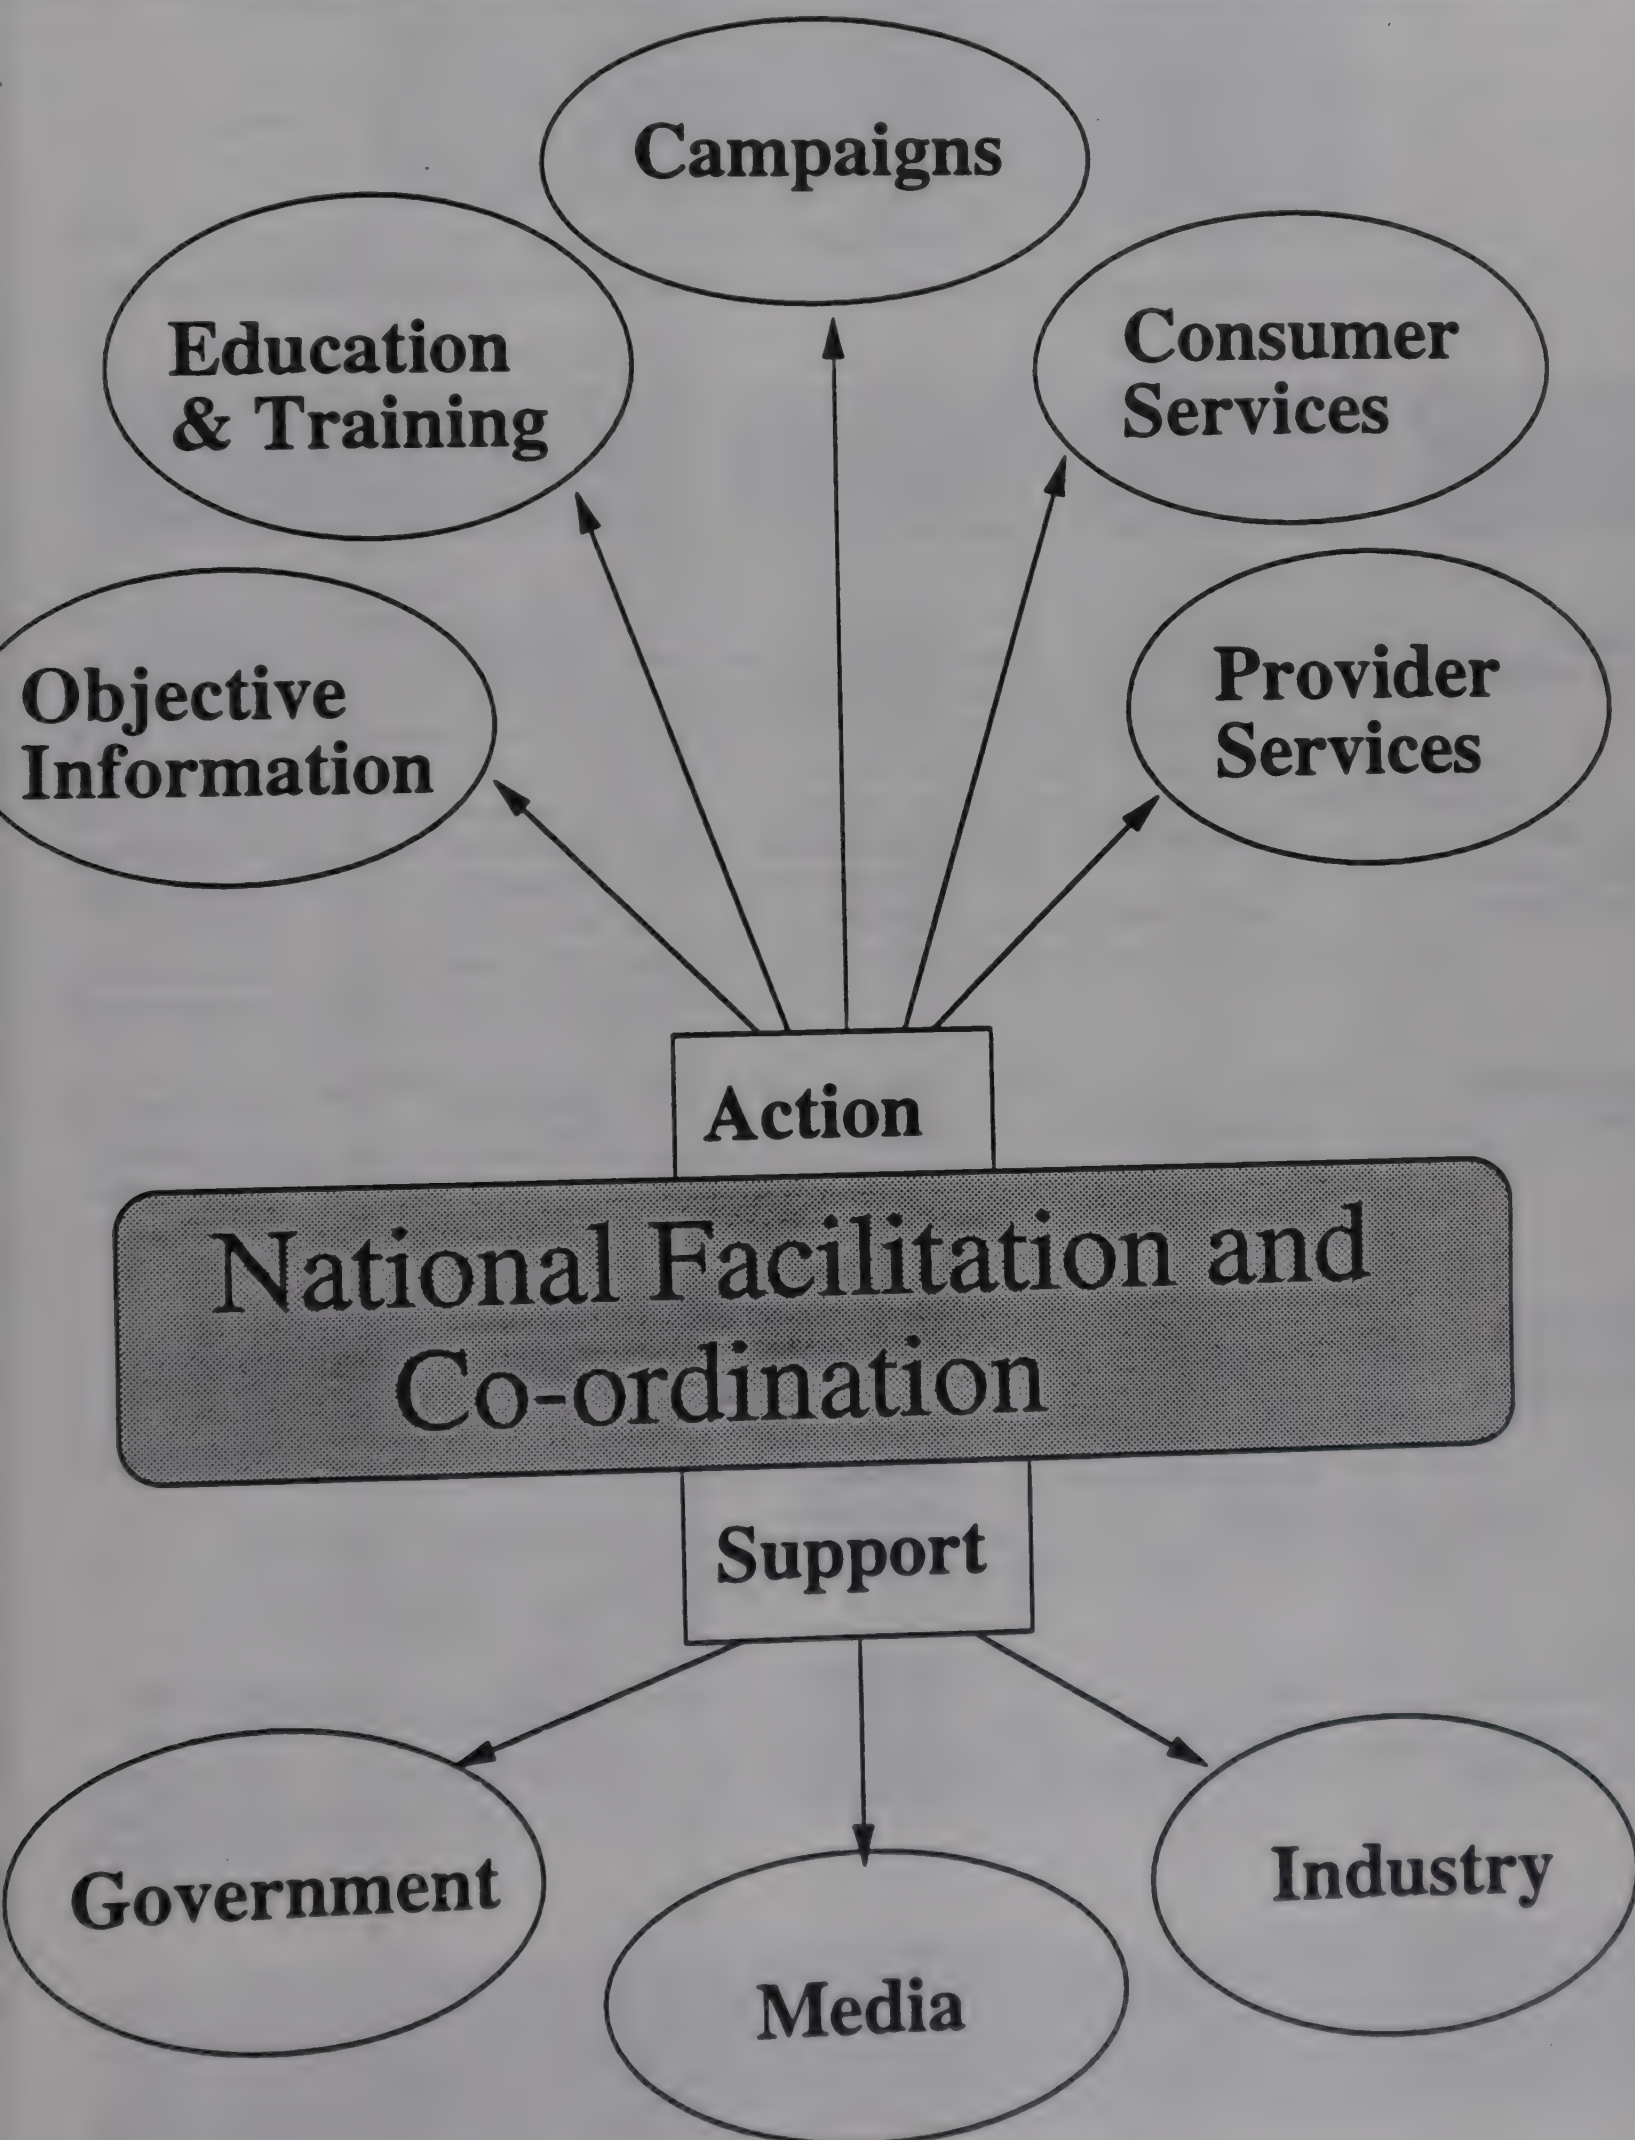 Campaigns
Education
& Training
Consumer
Services
Objective
Information
Provider
Services
Action
National Facilitation and
Co-ordination
Support
Government
Media
Industry